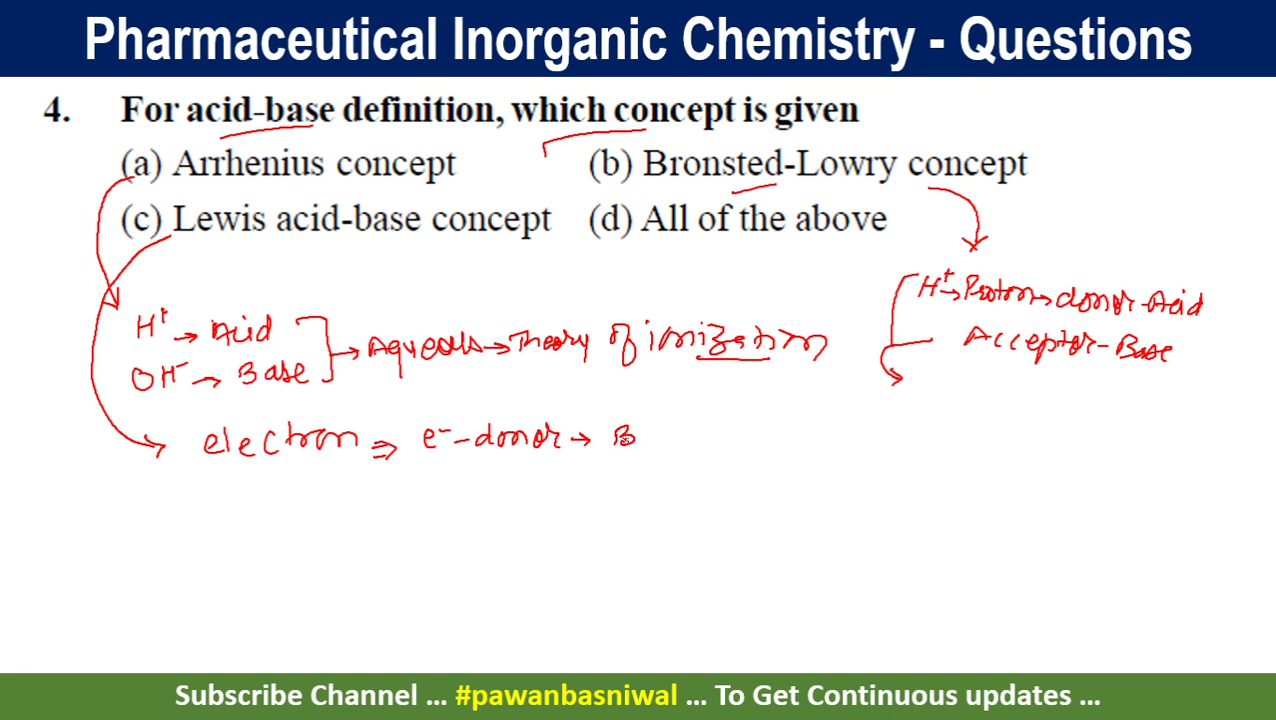 Pharmaceutical Inorganic Chemistry - Questions
4. For acid-base definition, which concept is given
(a) Arrhenius concept (b) Bronsted-Lowry concept
(c) Lewis acid-base concept (d) All of the above
H+ → Proton → donor-Acid
Acceptor-Base
H+ → Acid
OH- → Base
→ Aqueous → Theory of ionization
electron ⇒ e- - donor → B
Subscribe Channel ... #pawanbasniwal ... To Get Continuous updates ...